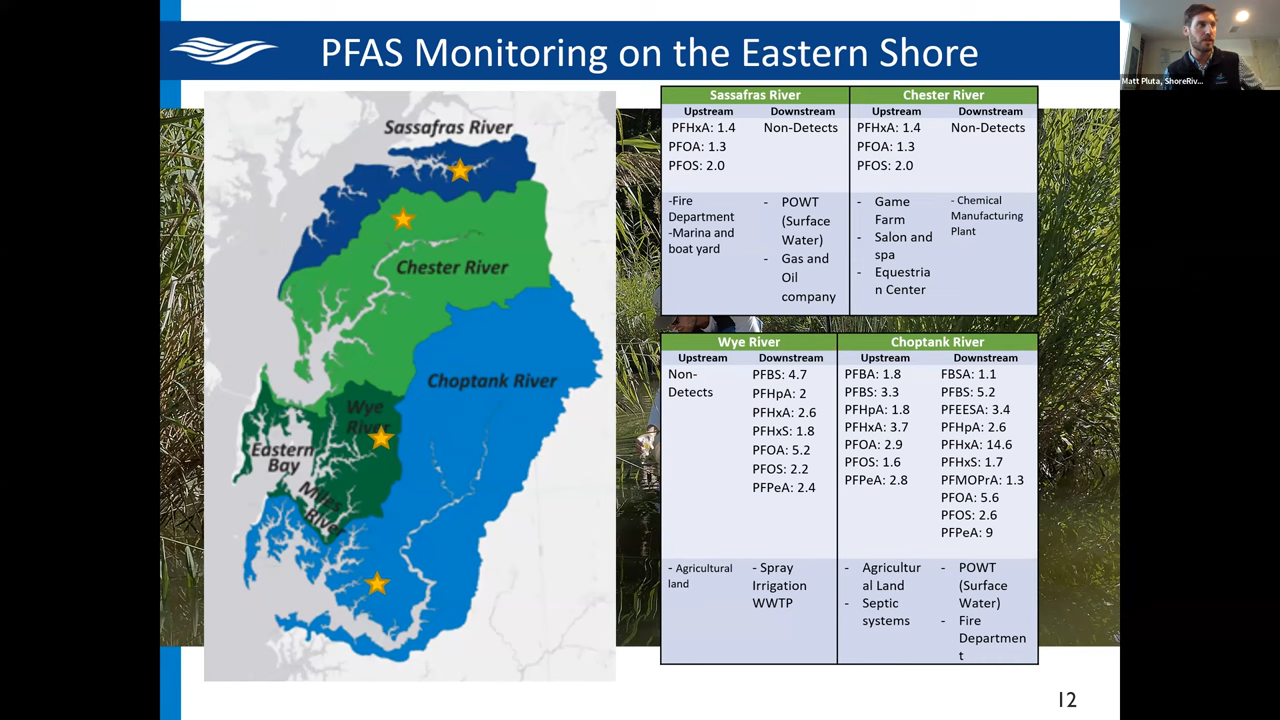 PFAS Monitoring on the Eastern Shore
Matt Pluta, ShoreRiv...
Sassafras River
Chester River
Choptank River
Wye
River
Eastern
Bay
Miles
River
Sassafras River
Chester River
Upstream
Downstream
Upstream
Downstream
PFHxA: 1.4
PFOA: 1.3
PFOS: 2.0
Non-Detects
PFHxA: 1.4
PFOA: 1.3
PFOS: 2.0
Non-Detects
-Fire
Department
-Marina and
boat yard
- POWT
(Surface
Water)
- Gas and
Oil
company
- Game
Farm
- Salon and
spa
- Equestria
n Center
- Chemical
Manufacturing
Plant
Wye River
Choptank River
Upstream
Downstream
Upstream
Downstream
Non-
Detects
PFBS: 4.7
PFHpA: 2
PFHxA: 2.6
PFHxS: 1.8
PFOA: 5.2
PFOS: 2.2
PFPeA: 2.4
PFBA: 1.8
PFBS: 3.3
PFHpA: 1.8
PFHxA: 3.7
PFOA: 2.9
PFOS: 1.6
PFPeA: 2.8
FBSA: 1.1
PFBS: 5.2
PFEESA: 3.4
PFHpA: 2.6
PFHxA: 14.6
PFHxS: 1.7
PFMOPrA: 1.3
PFOA: 5.6
PFOS: 2.6
PFPeA: 9
- Agricultural
land
- Spray
Irrigation
WWTP
- Agricultur
al Land
- Septic
systems
- POWT
(Surface
Water)
- Fire
Departmen
t
12